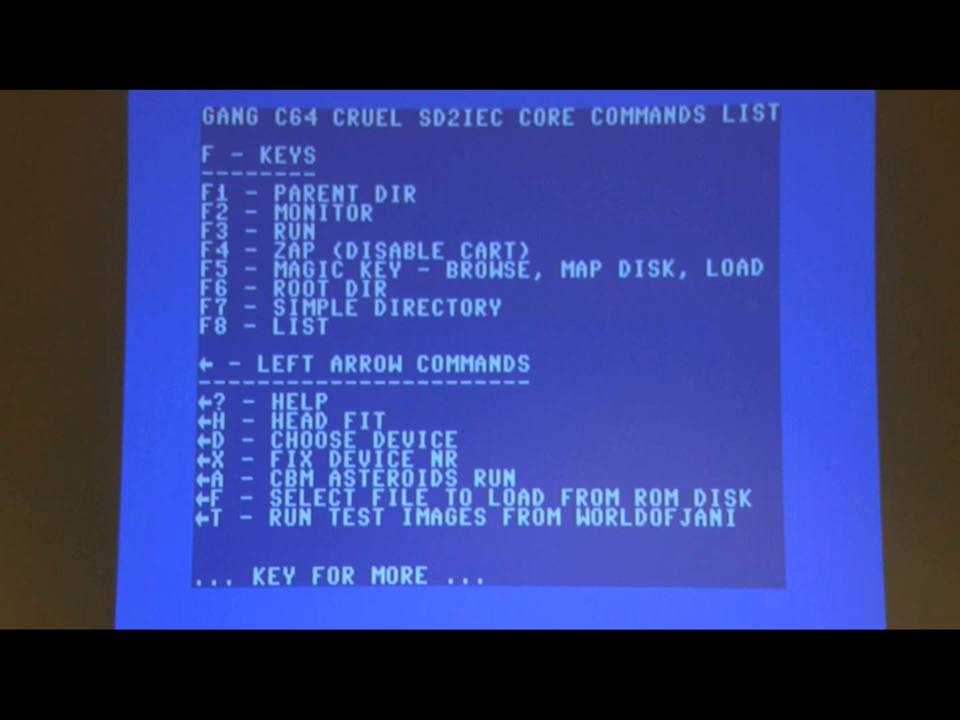 GANG C64 CRUEL SD2IEC CORE COMMANDS LIST
F - KEYS
--------
F1 - PARENT DIR
F2 - MONITOR
F3 - RUN
F4 - ZAP (DISABLE CART)
F5 - MAGIC KEY - BROWSE, MAP DISK, LOAD
F6 - ROOT DIR
F7 - SIMPLE DIRECTORY
F8 - LIST
← - LEFT ARROW COMMANDS
-----------------------
←? - HELP
←H - HEAD FIT
←D - CHOOSE DEVICE
←X - FIX DEVICE NR
←A - CBM ASTEROIDS RUN
←F - SELECT FILE TO LOAD FROM ROM DISK
←T - RUN TEST IMAGES FROM WORLDOFJANI
... KEY FOR MORE ...